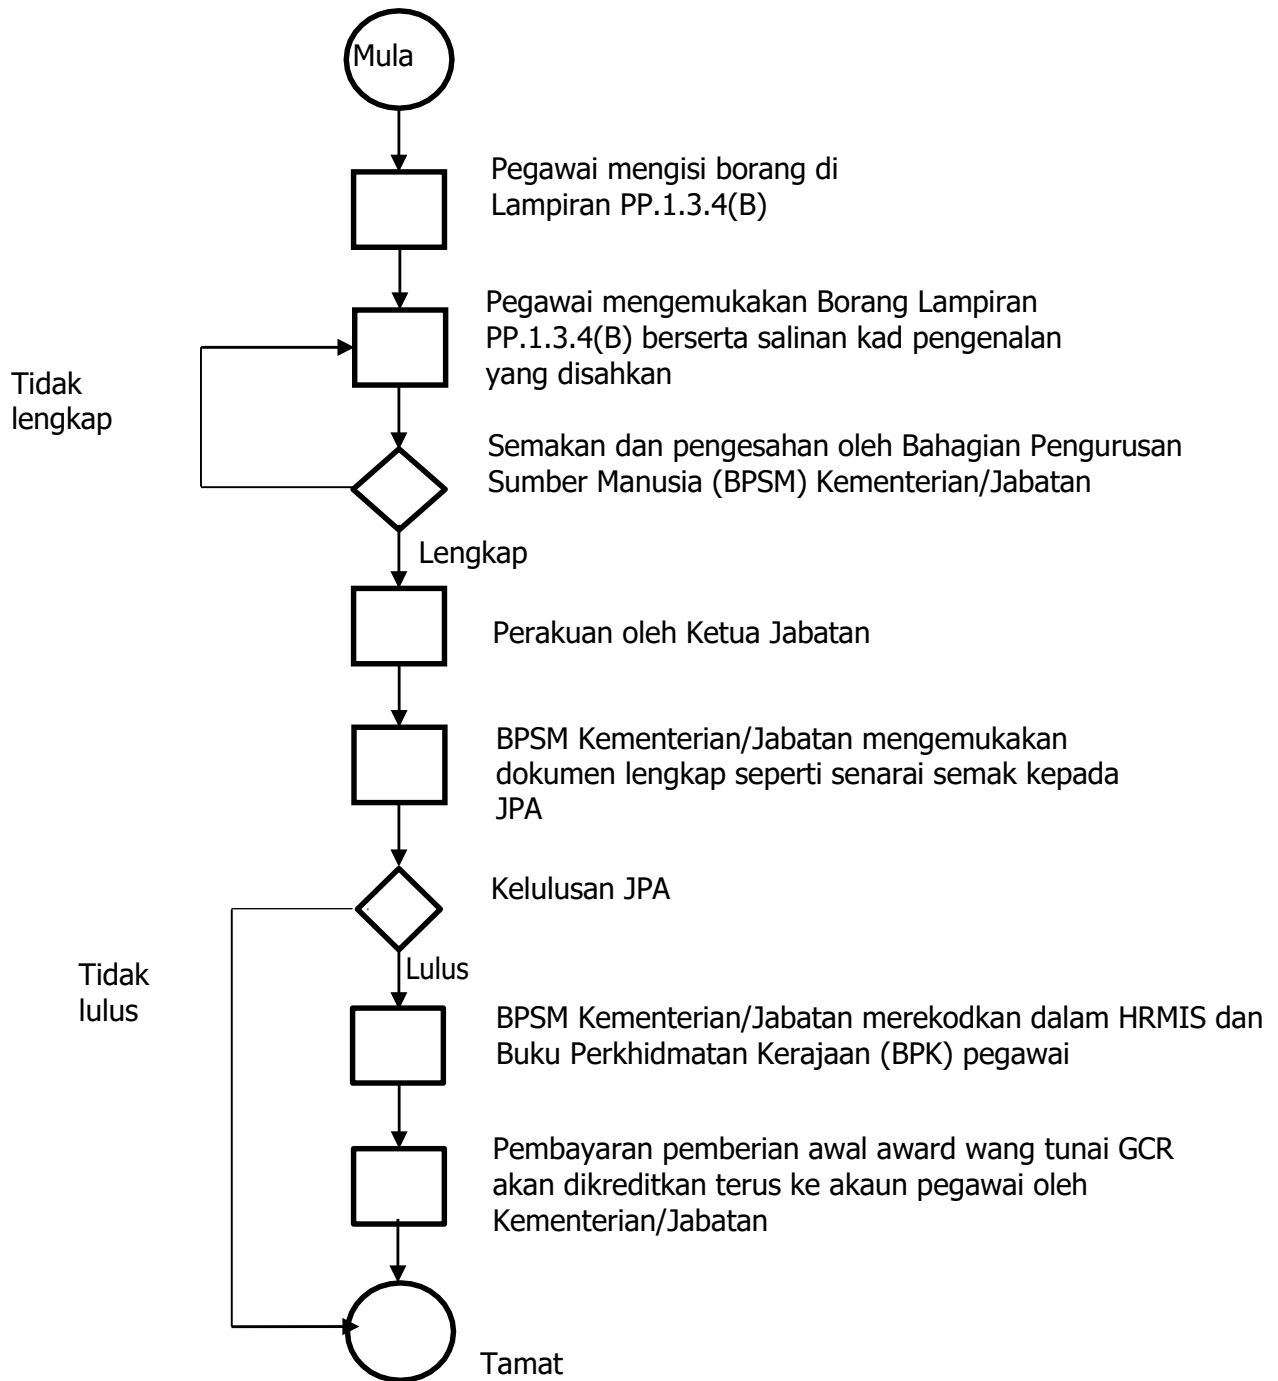 Mula
Pegawai mengisi borang di
Lampiran PP.1.3.4(B)
Pegawai mengemukakan Borang Lampiran
PP.1.3.4(B) berserta salinan kad pengenalan
yang disahkan
Tidak
lengkap
Semakan dan pengesahan oleh Bahagian Pengurusan
Sumber Manusia (BPSM) Kementerian/Jabatan
Lengkap
Perakuan oleh Ketua Jabatan
BPSM Kementerian/Jabatan mengemukakan
dokumen lengkap seperti senarai semak kepada
JPA
Kelulusan JPA
Lulus
Tidak
lulus
BPSM Kementerian/Jabatan merekodkan dalam HRMIS dan
Buku Perkhidmatan Kerajaan (BPK) pegawai
Pembayaran pemberian awal award wang tunai GCR
akan dikreditkan terus ke akaun pegawai oleh
Kementerian/Jabatan
Tamat